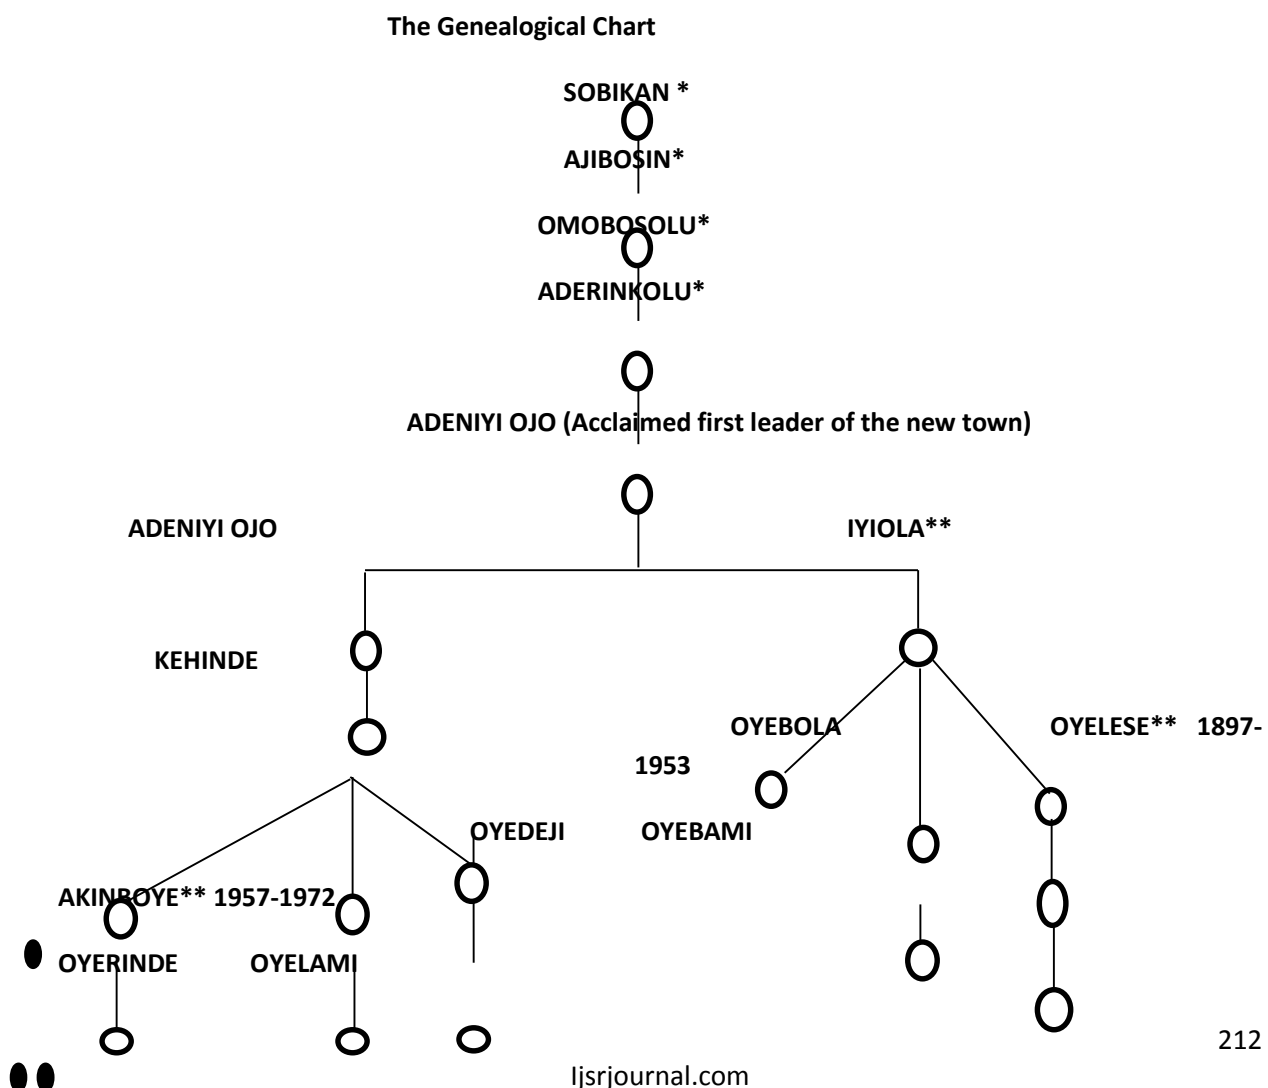 The Genealogical Chart
SOBIKAN *
AJIBOSIN*
OMOBOSOLU*
ADERINKOLU*
ADENIYI OJO (Acclaimed first leader of the new town)
ADENIYI OJO IYIOLA**
KEHINDE
OYEBOLA OYELESE** 1897-
1953
OYEDEJI OYEBAMI
AKINBOYE** 1957-1972
OYERINDE OYELAMI
212
Ijsrjournal.com